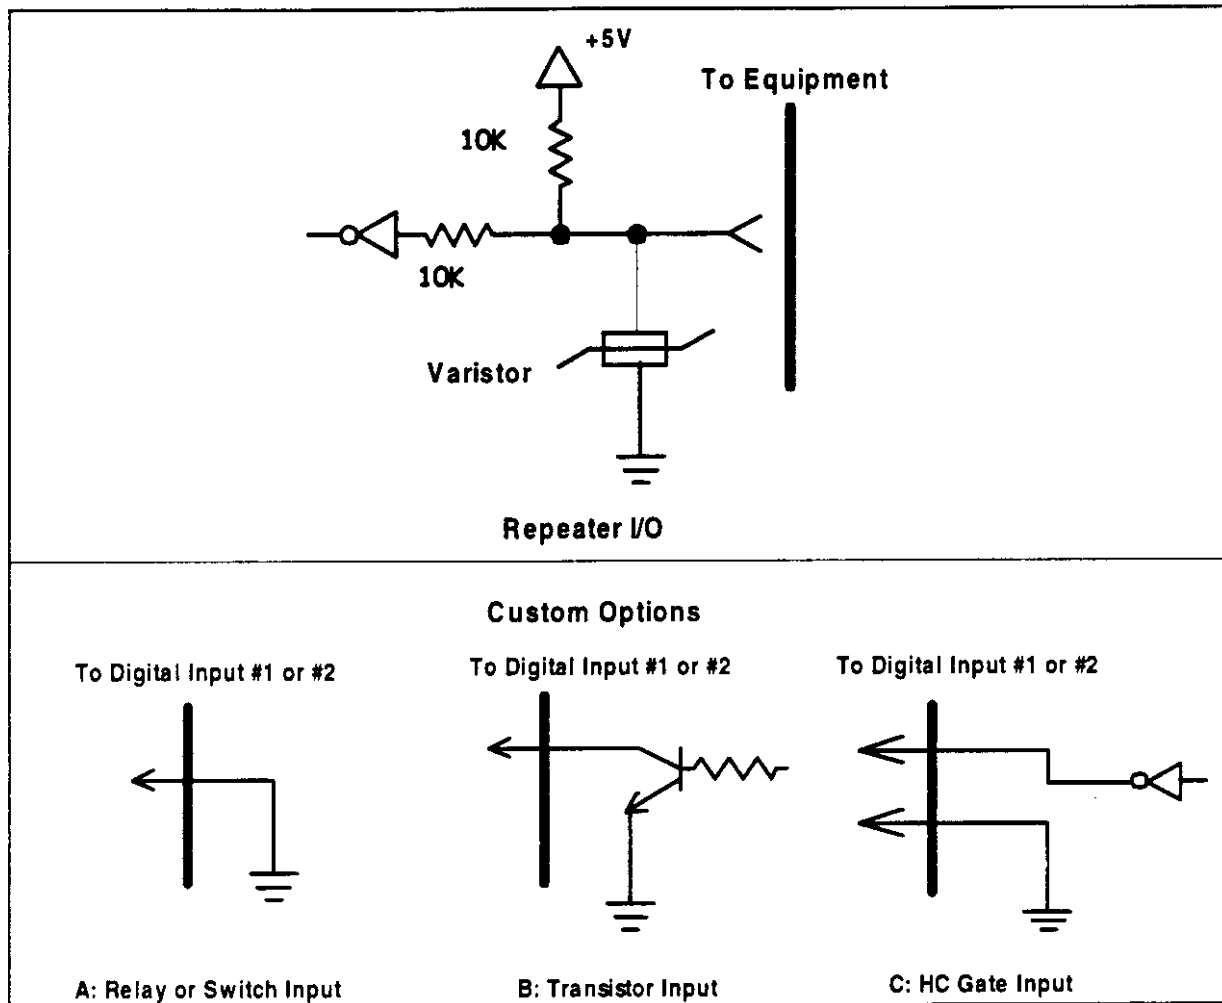 +5V
To Equipment
10K
10K
Varistor
Repeater I/O
Custom Options
To Digital Input #1 or #2
To Digital Input #1 or #2
To Digital Input #1 or #2
A: Relay or Switch Input
B: Transistor Input
C: HC Gate Input